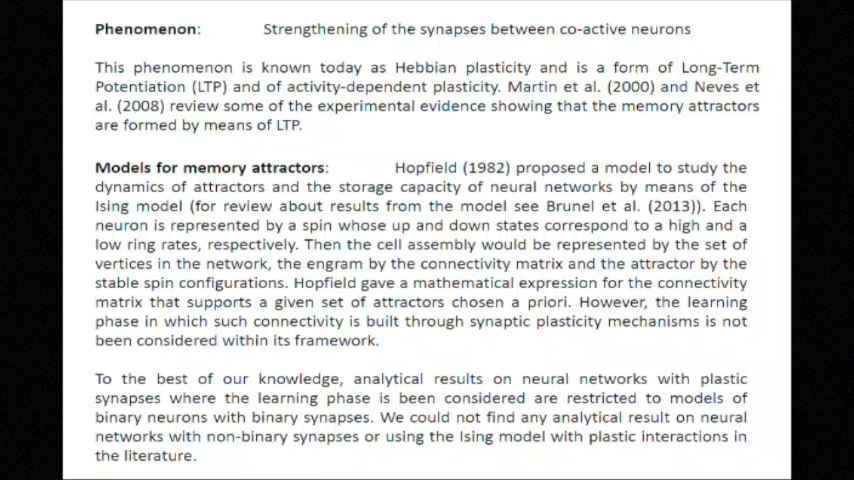 Phenomenon: Strengthening of the synapses between co-active neurons
This phenomenon is known today as Hebbian plasticity and is a form of Long-Term
Potentiation (LTP) and of activity-dependent plasticity. Martin et al. (2000) and Neves et
al. (2008) review some of the experimental evidence showing that the memory attractors
are formed by means of LTP.
Models for memory attractors: Hopfield (1982) proposed a model to study the
dynamics of attractors and the storage capacity of neural networks by means of the
Ising model (for review about results from the model see Brunel et al. (2013)). Each
neuron is represented by a spin whose up and down states correspond to a high and a
low ring rates, respectively. Then the cell assembly would be represented by the set of
vertices in the network, the engram by the connectivity matrix and the attractor by the
stable spin configurations. Hopfield gave a mathematical expression for the connectivity
matrix that supports a given set of attractors chosen a priori. However, the learning
phase in which such connectivity is built through synaptic plasticity mechanisms is not
been considered within its framework.
To the best of our knowledge, analytical results on neural networks with plastic
synapses where the learning phase is been considered are restricted to models of
binary neurons with binary synapses. We could not find any analytical result on neural
networks with non-binary synapses or using the Ising model with plastic interactions in
the literature.